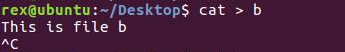 rex@ubuntu:~/Desktop$ cat > b
This is file b
^C